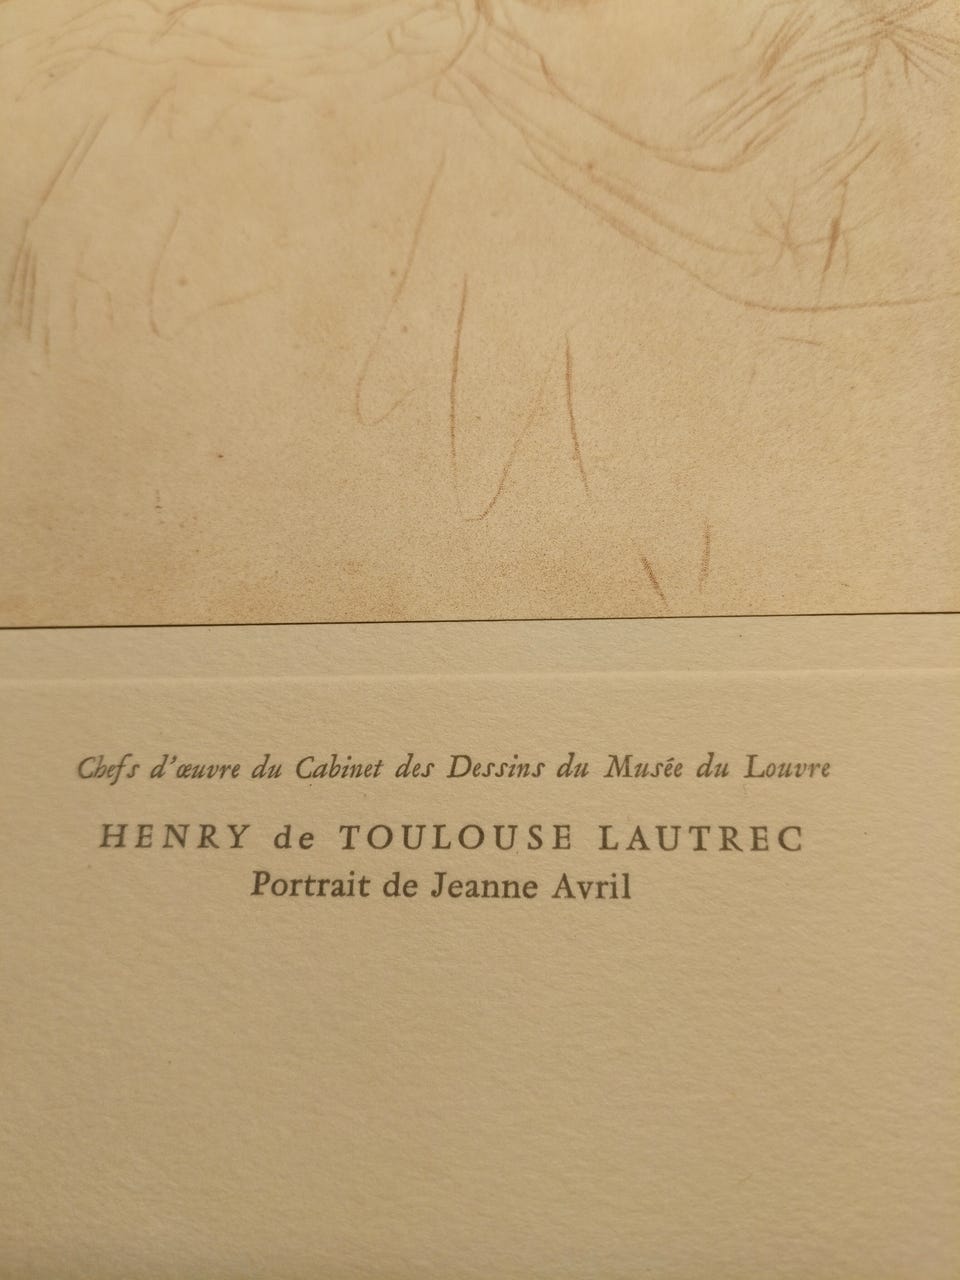 Chefs d'œuvre du Cabinet des Dessins du Musée du Louvre
HENRY de TOULOUSE LAUTREC
Portrait de Jeanne Avril